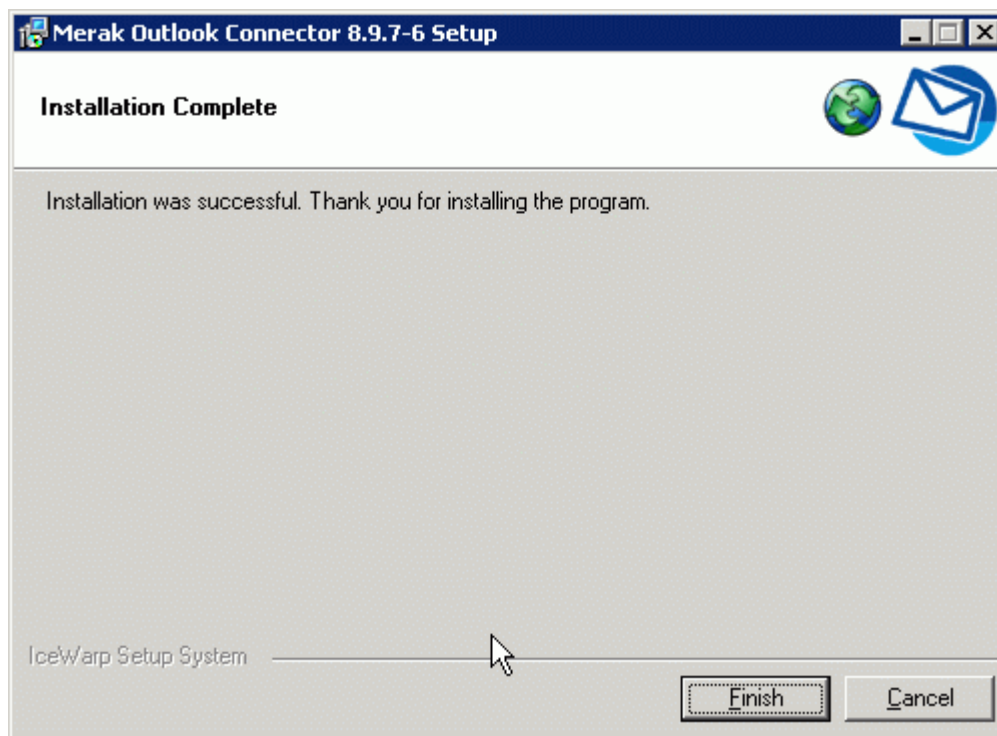 Merak Outlook Connector 8.9.7-6 Setup
Installation Complete
Installation was successful. Thank you for installing the program.
IceWarp Setup System
Finish
Cancel